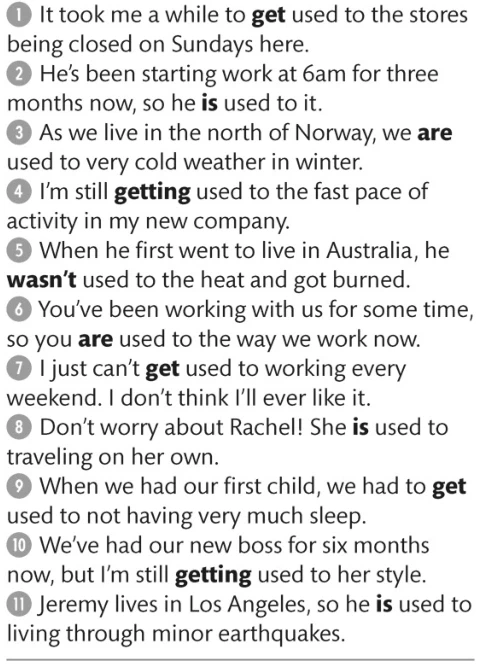 1 It took me a while to get used to the stores
being closed on Sundays here.
2 He's been starting work at 6am for three
months now, so he is used to it.
3 As we live in the north of Norway, we are
used to very cold weather in winter.
4 I'm still getting used to the fast pace of
activity in my new company.
5 When he first went to live in Australia, he
wasn't used to the heat and got burned.
6 You've been working with us for some time,
so you are used to the way we work now.
7 I just can't get used to working every
weekend. I don't think I'll ever like it.
8 Don't worry about Rachel! She is used to
traveling on her own.
9 When we had our first child, we had to get
used to not having very much sleep.
10 We've had our new boss for six months
now, but I'm still getting used to her style.
11 Jeremy lives in Los Angeles, so he is used to
living through minor earthquakes.